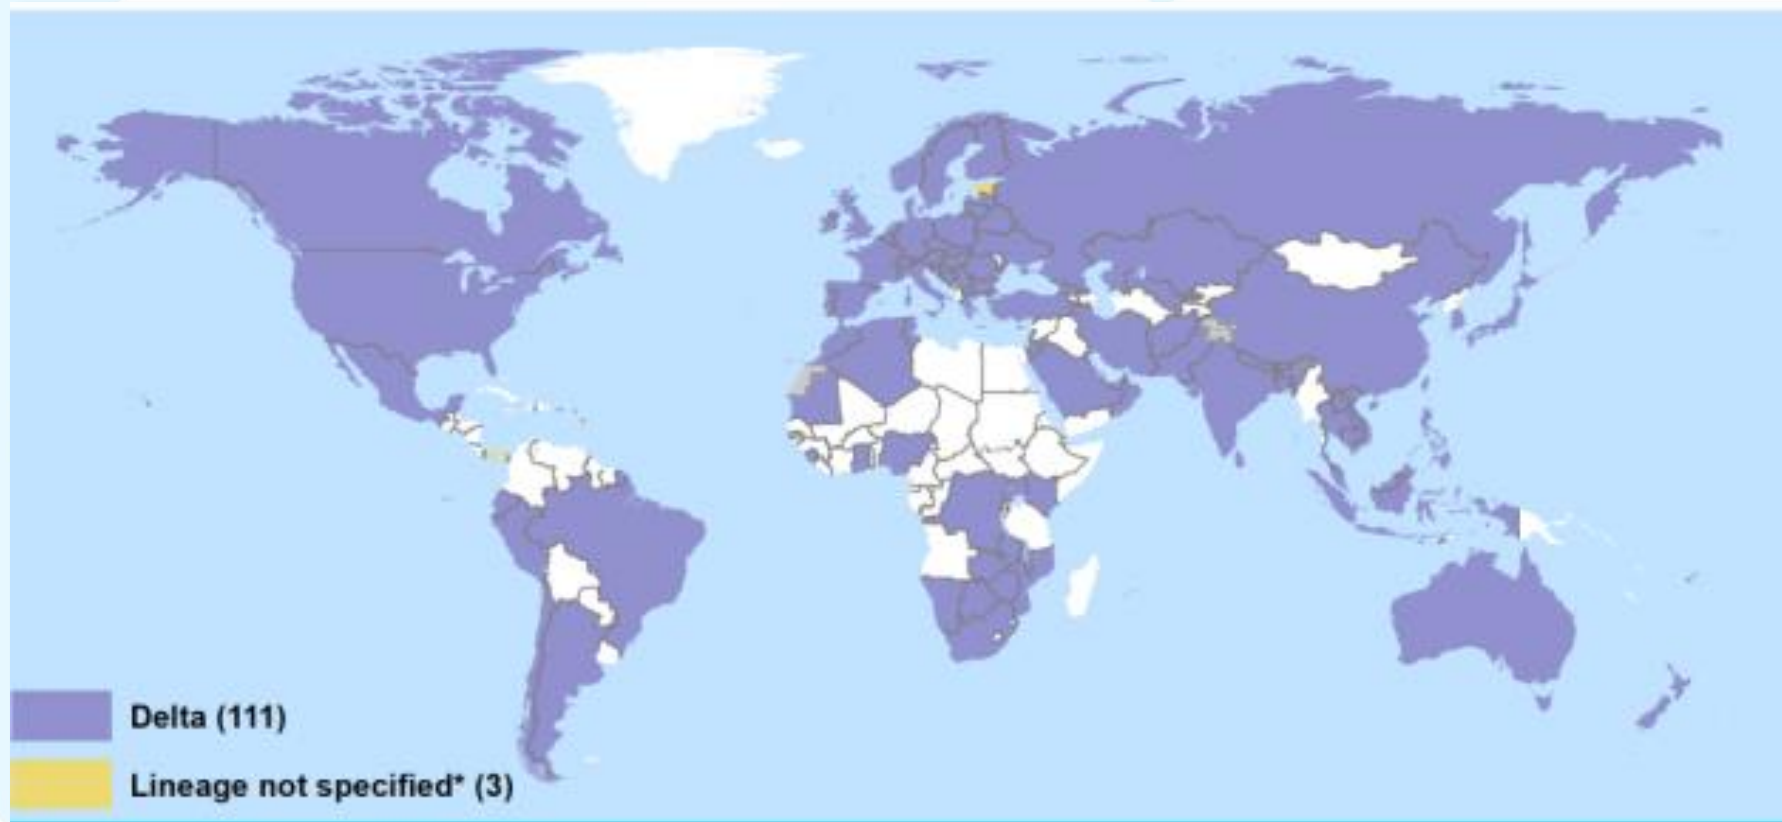 Delta (111)
Lineage not specified* (3)